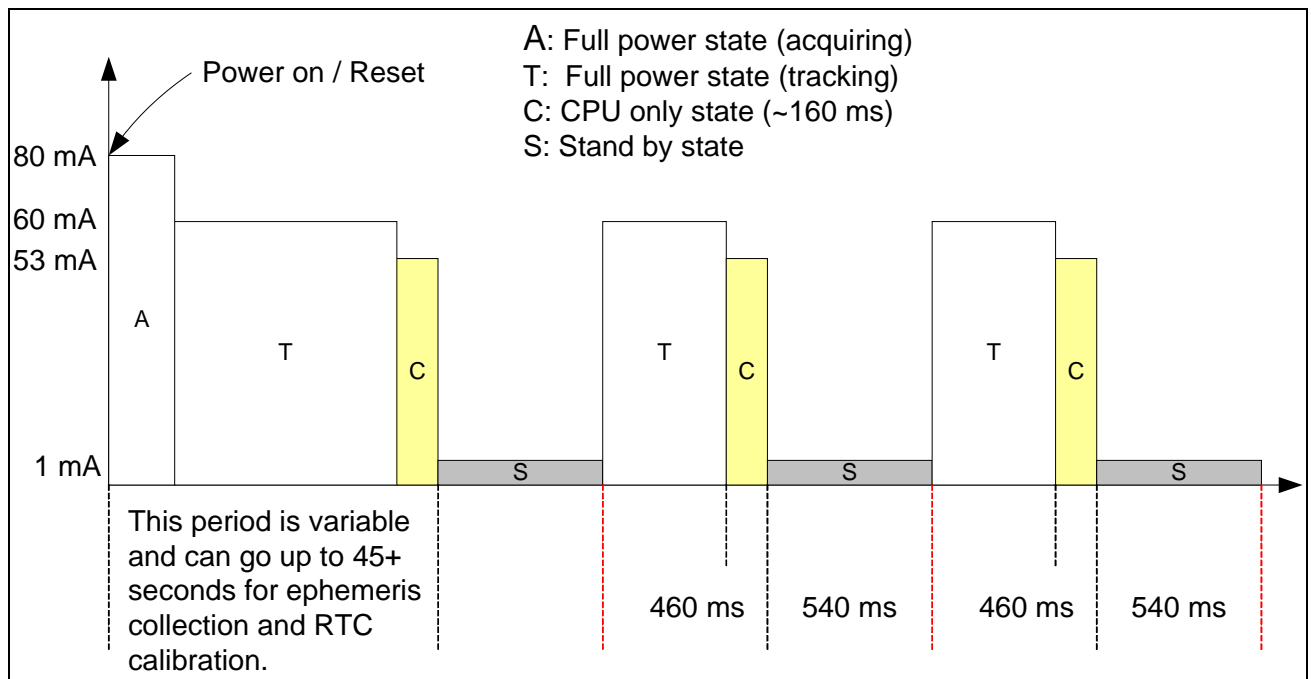 A: Full power state (acquiring)
Power on / Reset
T: Full power state (tracking)
C: CPU only state (~160 ms)
S: Stand by state
80 mA
60 mA
53 mA
A
T
C
T
C
T
C
1 mA
S
S
S
This period is variable
and can go up to 45+
seconds for ephemeris
collection and RTC
calibration.
460 ms
540 ms
460 ms
540 ms